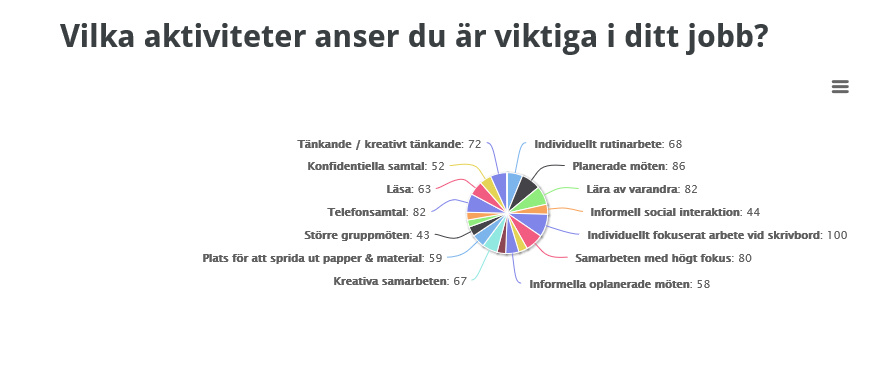 Vilka aktiviteter anser du är viktiga i ditt jobb?
Tänkande / kreativt tänkande: 72
Individuellt rutinarbete: 68
Konfidentiella samtal: 52
Planerade möten: 86
Läsa: 63
Lära av varandra: 82
Telefonsamtal: 82
Informell social interaktion: 44
Större gruppmöten: 43
Individuellt fokuserat arbete vid skrivbord: 100
Plats för att sprida ut papper & material: 59
Samarbeten med högt fokus: 80
Kreativa samarbeten: 67
Informella oplanerade möten: 58